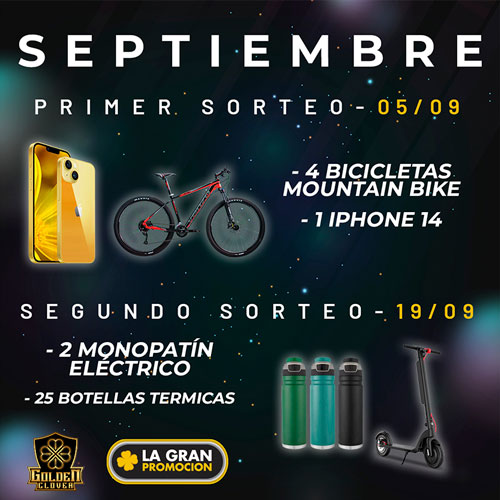 SEPTIEMBRE
PRIMER SORTEO - 05/09
- 4 BICICLETAS
MOUNTAIN BIKE
- 1 IPHONE 14
SEGUNDO SORTEO - 19/09
- 2 MONOPATÍN
ELÉCTRICO
- 25 BOTELLAS TERMICAS
GOLDEN
CLOVER
LA GRAN
PROMOCION